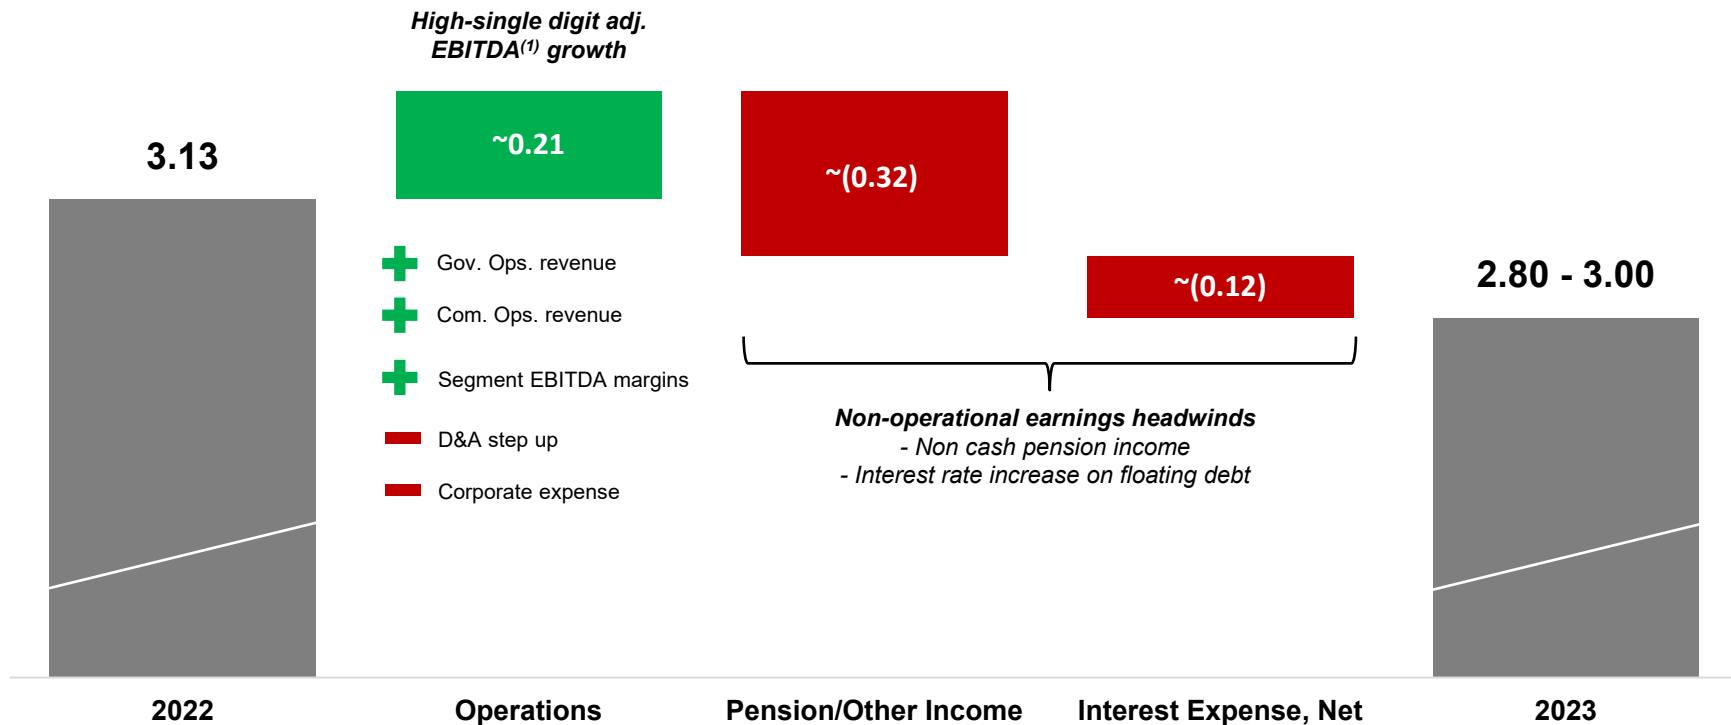 High-single digit adj.
EBITDA(1) growth
3.13
~0.21
~(0.32)
~(0.12)
2.80 - 3.00
Gov. Ops. revenue
Com. Ops. revenue
Segment EBITDA margins
D&A step up
Corporate expense
Non-operational earnings headwinds
- Non cash pension income
- Interest rate increase on floating debt
2022
Operations
Pension/Other Income
Interest Expense, Net
2023